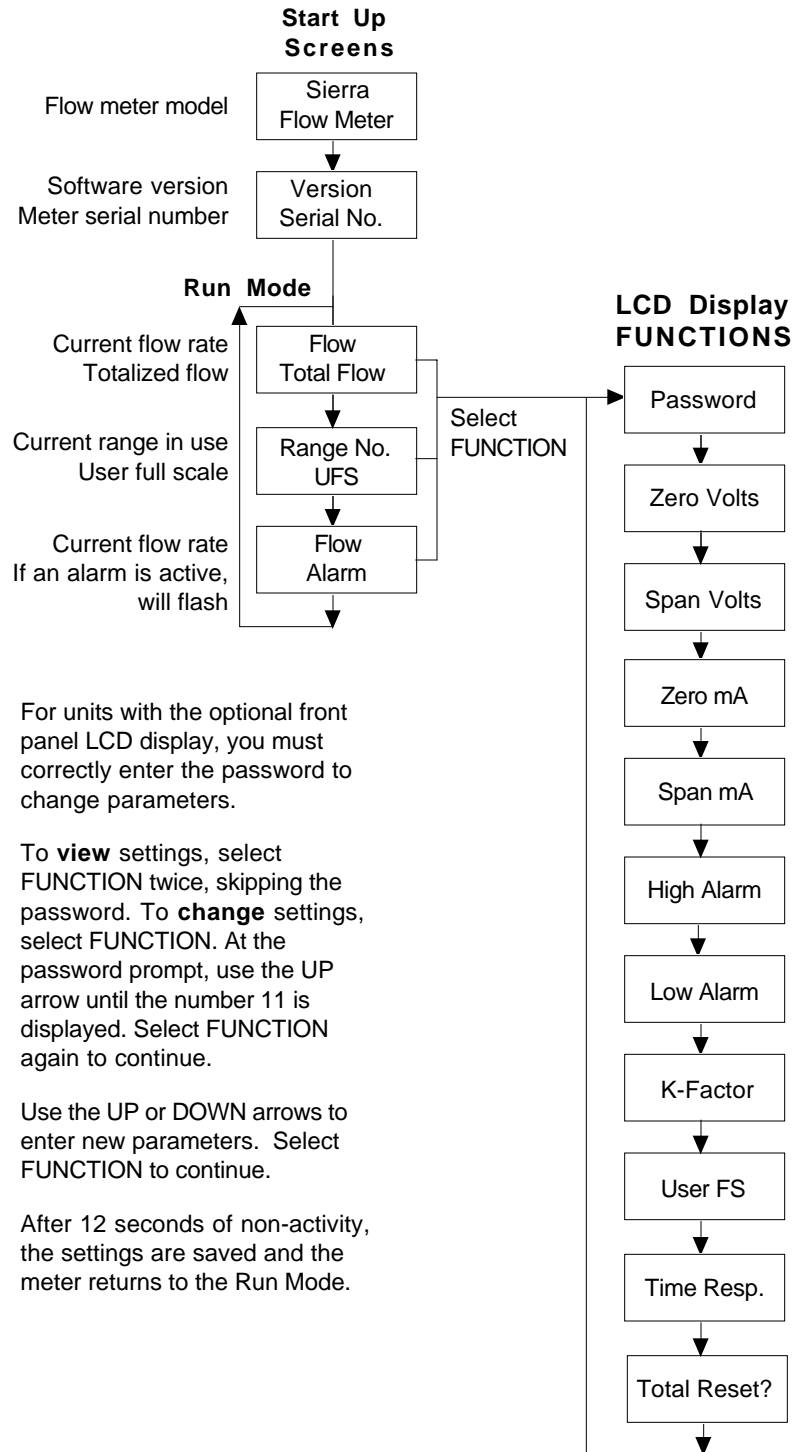 Start Up
Screens
Flow meter model
Sierra
Flow Meter
Software version
Meter serial number
Version
Serial No.
Run Mode
Current flow rate
Totalized flow
Flow
Total Flow
Current range in use
User full scale
Range No.
UFS
Current flow rate
If an alarm is active,
will flash
Flow
Alarm
Select
FUNCTION
LCD Display
FUNCTIONS
Password
Zero Volts
Span Volts
Zero mA
Span mA
High Alarm
Low Alarm
K-Factor
User FS
Time Resp.
Total Reset?
For units with the optional front
panel LCD display, you must
correctly enter the password to
change parameters.
To view settings, select
FUNCTION twice, skipping the
password. To change settings,
select FUNCTION. At the
password prompt, use the UP
arrow until the number 11 is
displayed. Select FUNCTION
again to continue.
Use the UP or DOWN arrows to
enter new parameters. Select
FUNCTION to continue.
After 12 seconds of non-activity,
the settings are saved and the
meter returns to the Run Mode.